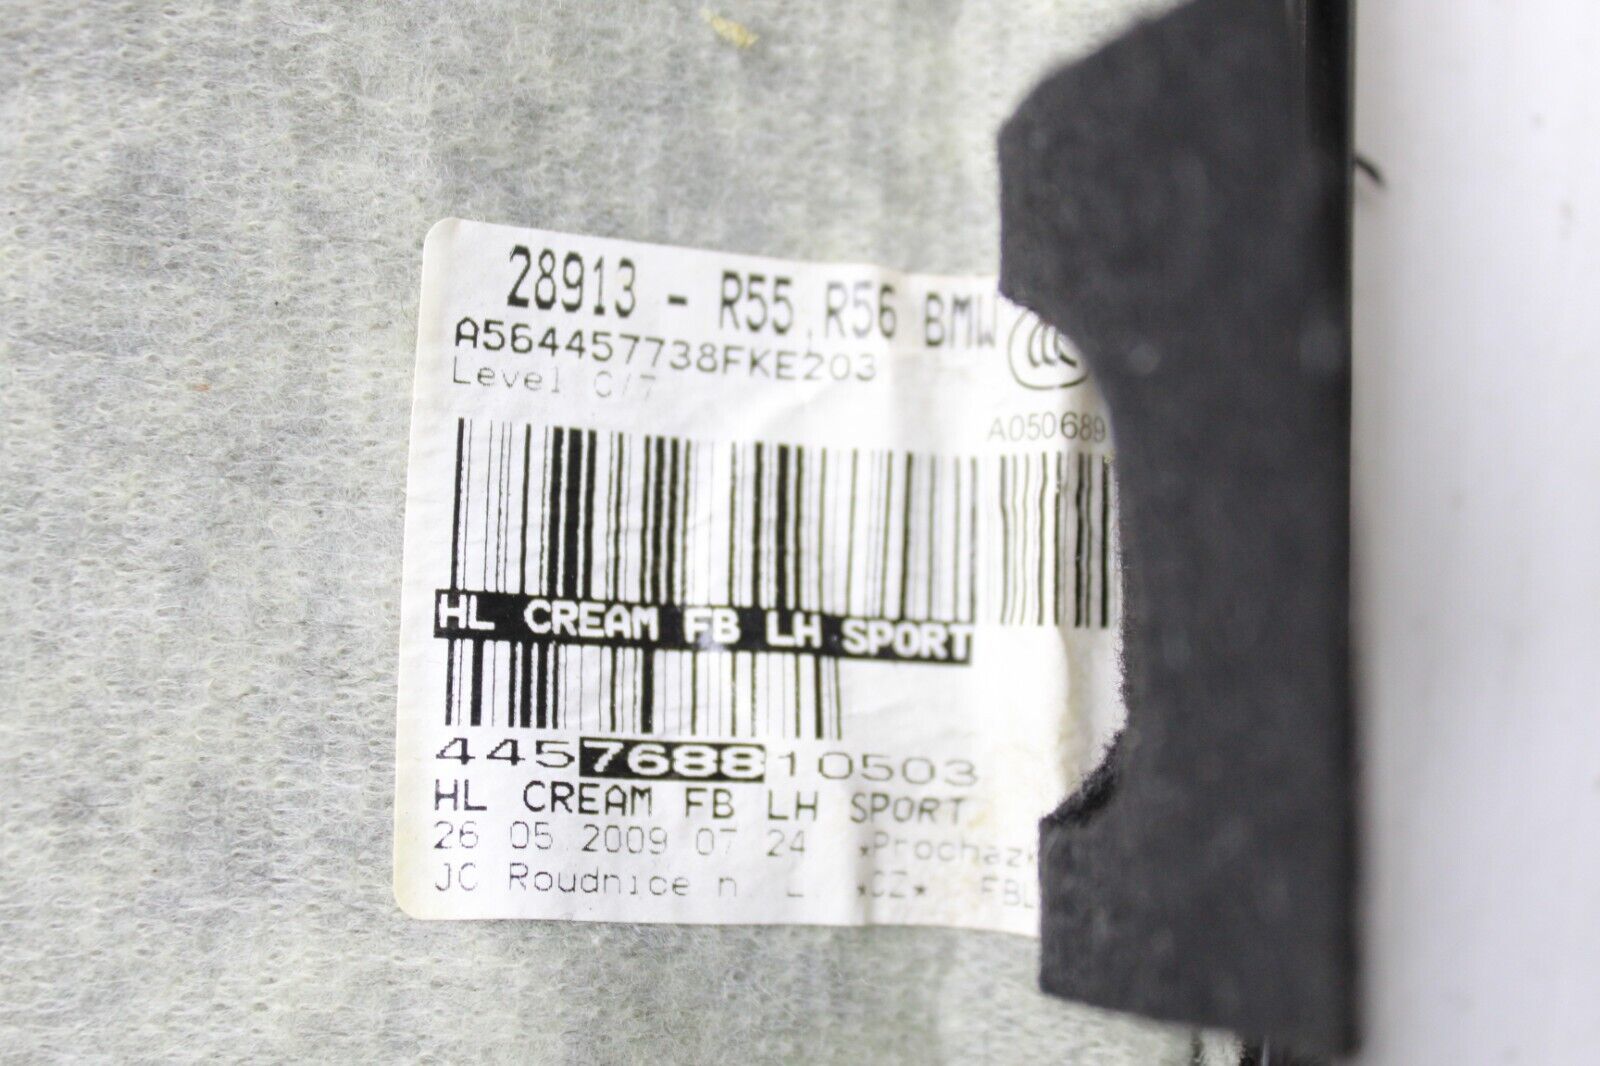 28913 - R55,R56 BMW
A564457738FKE203
Level C/7
A050689
HL CREAM FB LH SPORT
445768810503
HL CREAM FB LH SPORT
26 05 2009 07 24
JC Roudnice n. L. *CZ*